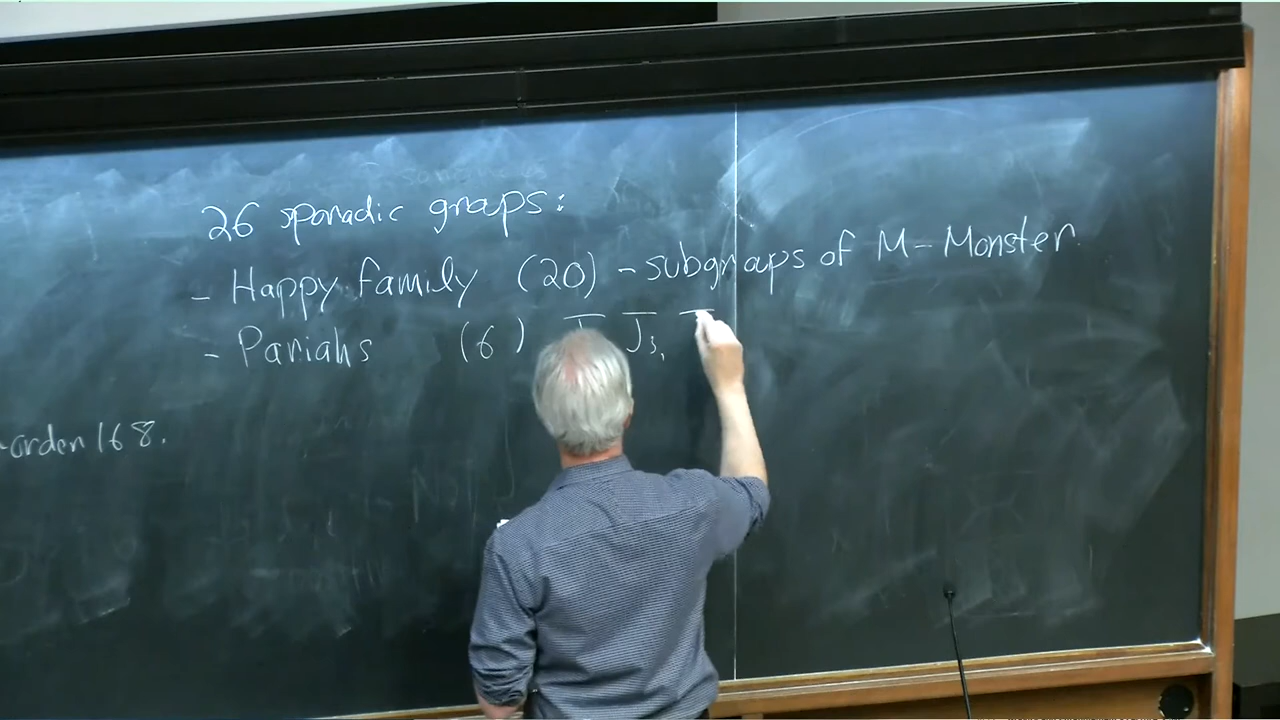 26 sporadic groups:
- Happy family (20) - subgroups of M - Monster
- Pariahs (6) J J3,
order 168.